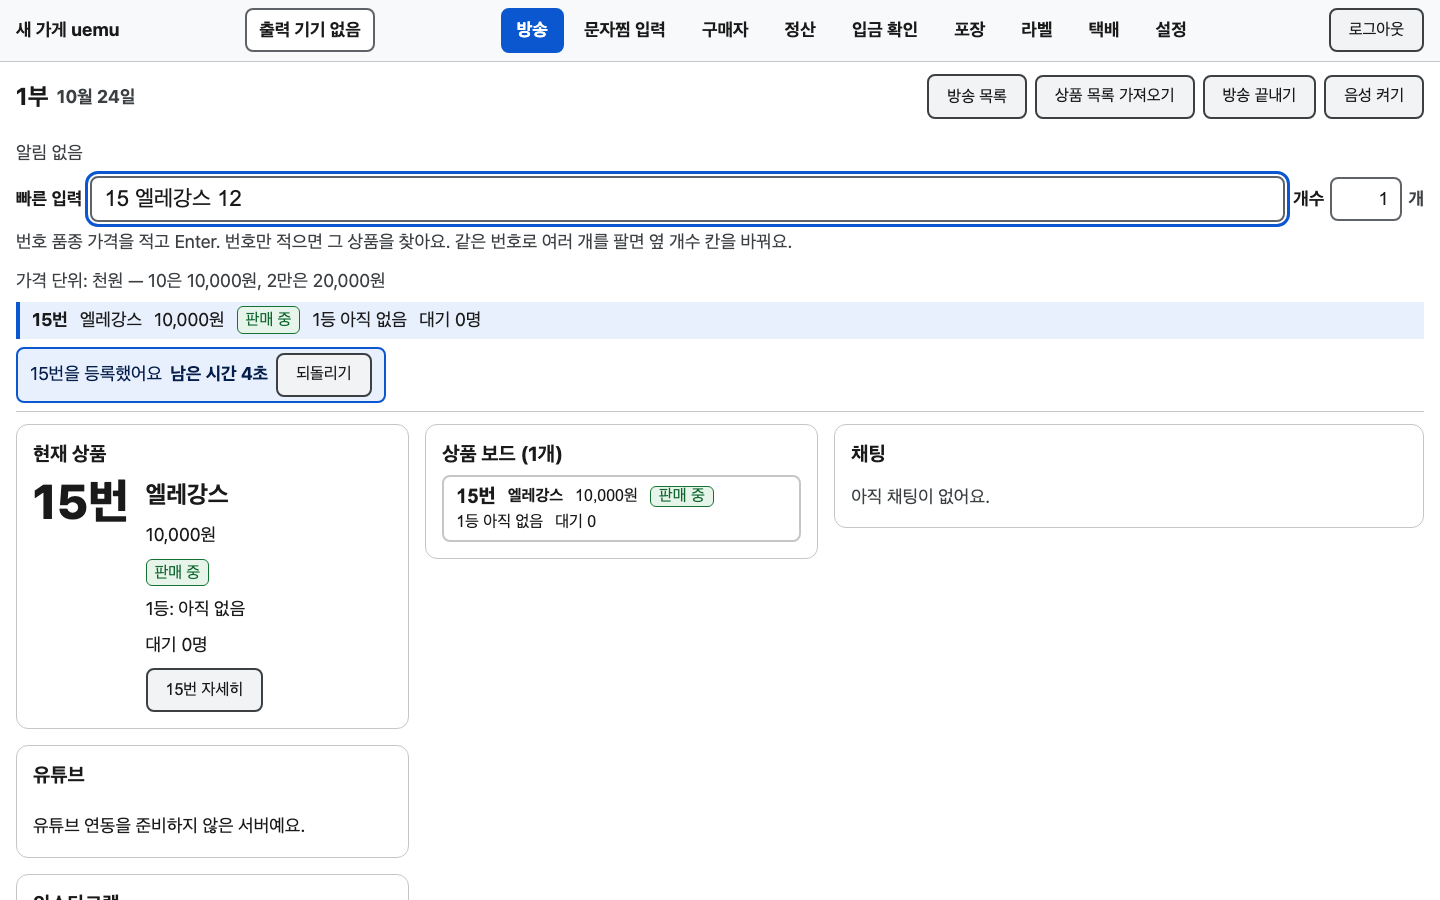 새 가게 uemu
출력 기기 없음
방송
문자찜 입력
구매자
정산
입금 확인
포장
라벨
택배
설정
로그아웃
1부 10월 24일
방송 목록
상품 목록 가져오기
방송 끝내기
음성 켜기
알림 없음
빠른 입력
15 엘레강스 12
개수
1
개
번호 품종 가격을 적고 Enter. 번호만 적으면 그 상품을 찾아요. 같은 번호로 여러 개를 팔면 옆 개수 칸을 바꿔요.
가격 단위: 천원 — 10은 10,000원, 2만은 20,000원
15번 엘레강스 10,000원 판매 중 1등 아직 없음 대기 0명
15번을 등록했어요 남은 시간 4초 되돌리기
현재 상품
15번
엘레강스
10,000원
판매 중
1등: 아직 없음
대기 0명
15번 자세히
유튜브
유튜브 연동을 준비하지 않은 서버예요.
상품 보드 (1개)
15번 엘레강스 10,000원 판매 중
1등 아직 없음 대기 0
채팅
아직 채팅이 없어요.